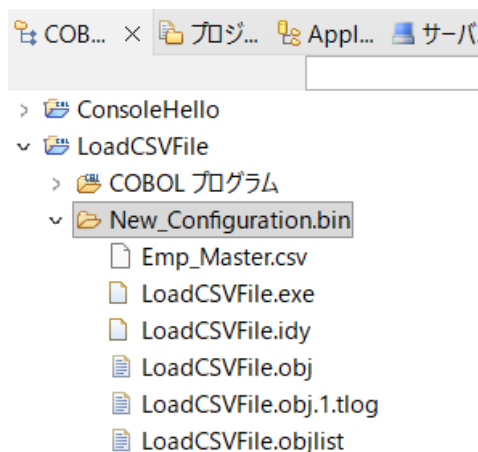 COB... プロジ... Appl... サーバ
ConsoleHello
LoadCSVFile
COBOL プログラム
New_Configuration.bin
Emp_Master.csv
LoadCSVFile.exe
LoadCSVFile.idy
LoadCSVFile.obj
LoadCSVFile.obj.1.tlog
LoadCSVFile.objlist